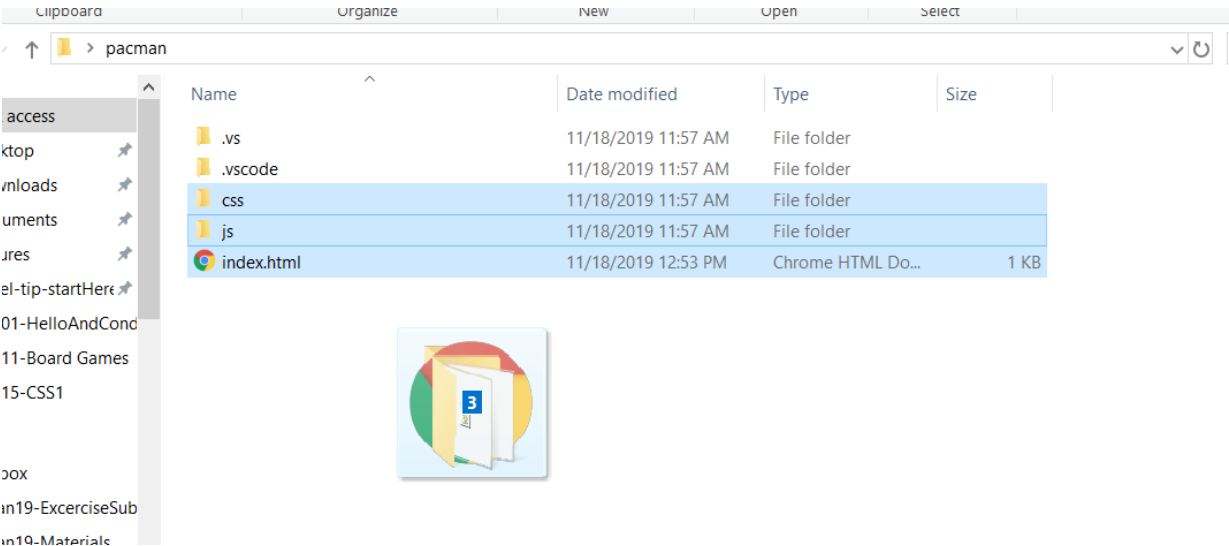 Clipboard Organize New Open Select
pacman
Name Date modified Type Size
access
ktop
wnloads
uments
ures
el-tip-startHere
01-HelloAndCond
11-Board Games
15-CSS1
box
an19-ExcerciseSub
an19-Materials
.vs 11/18/2019 11:57 AM File folder
.vscode 11/18/2019 11:57 AM File folder
css 11/18/2019 11:57 AM File folder
js 11/18/2019 11:57 AM File folder
index.html 11/18/2019 12:53 PM Chrome HTML Do... 1 KB
3